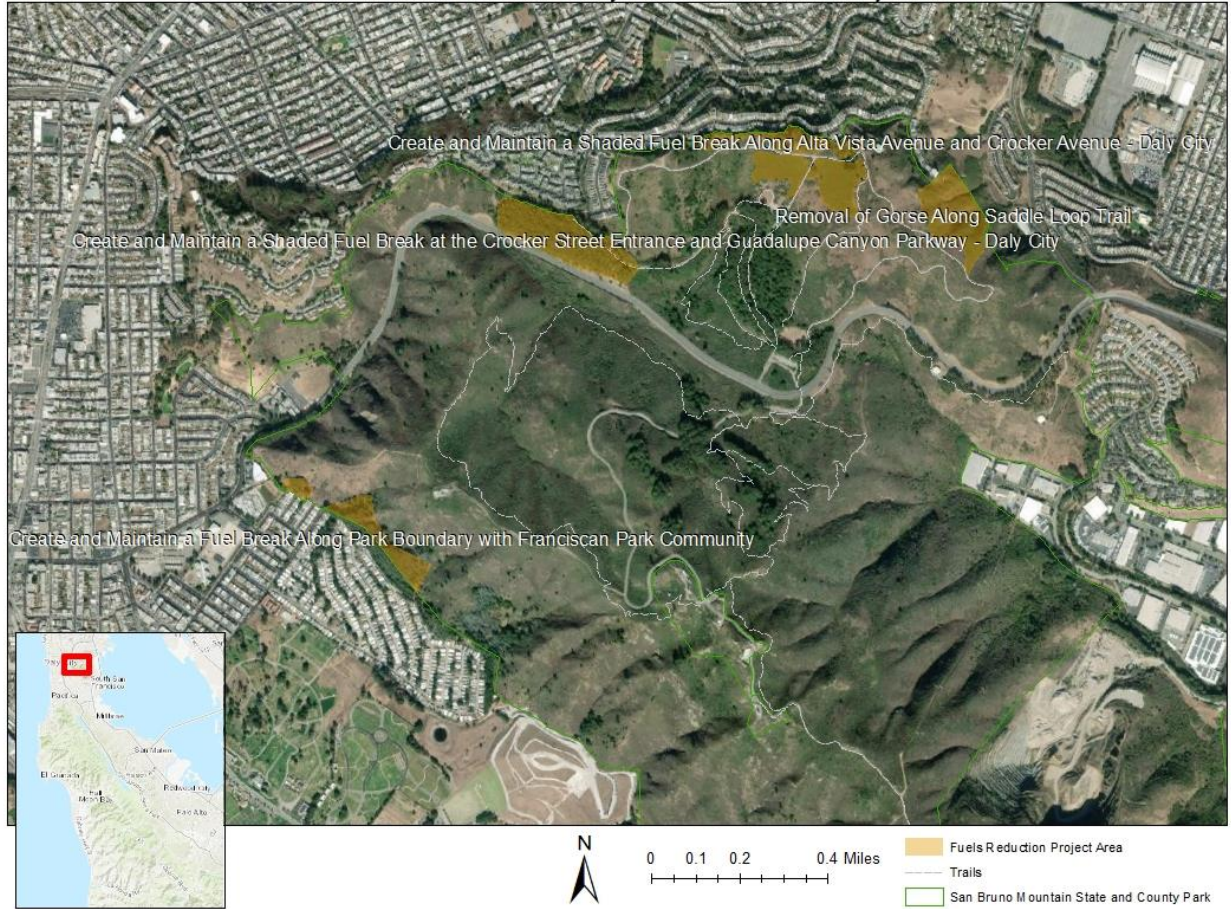 Create and Maintain a Shaded Fuel Break Along Alta Vista Avenue and Crocker Avenue - Daly City
Removal of Gorse Along Saddle Loop Trail
Create and Maintain a Shaded Fuel Break at the Crocker Street Entrance and Guadalupe Canyon Parkway - Daly City
Create and Maintain a Fuel Break Along Park Boundary with Franciscan Park Community
South San
Francisco
Pacifica
Millbrae
San Mateo
El Granada
Half
Moon Bay
Redwood City
Palo Alto
N
0 0.1 0.2 0.4 Miles
Fuels Reduction Project Area
Trails
San Bruno Mountain State and County Park